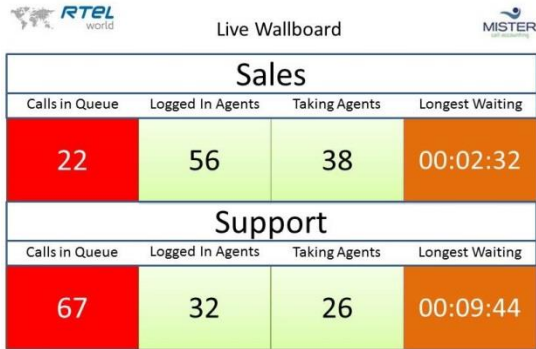 RTEL
world
Live Wallboard
MISTER
call accounting
Sales
Calls in Queue Logged In Agents Taking Agents Longest Waiting
22 56 38 00:02:32
Support
Calls in Queue Logged In Agents Taking Agents Longest Waiting
67 32 26 00:09:44